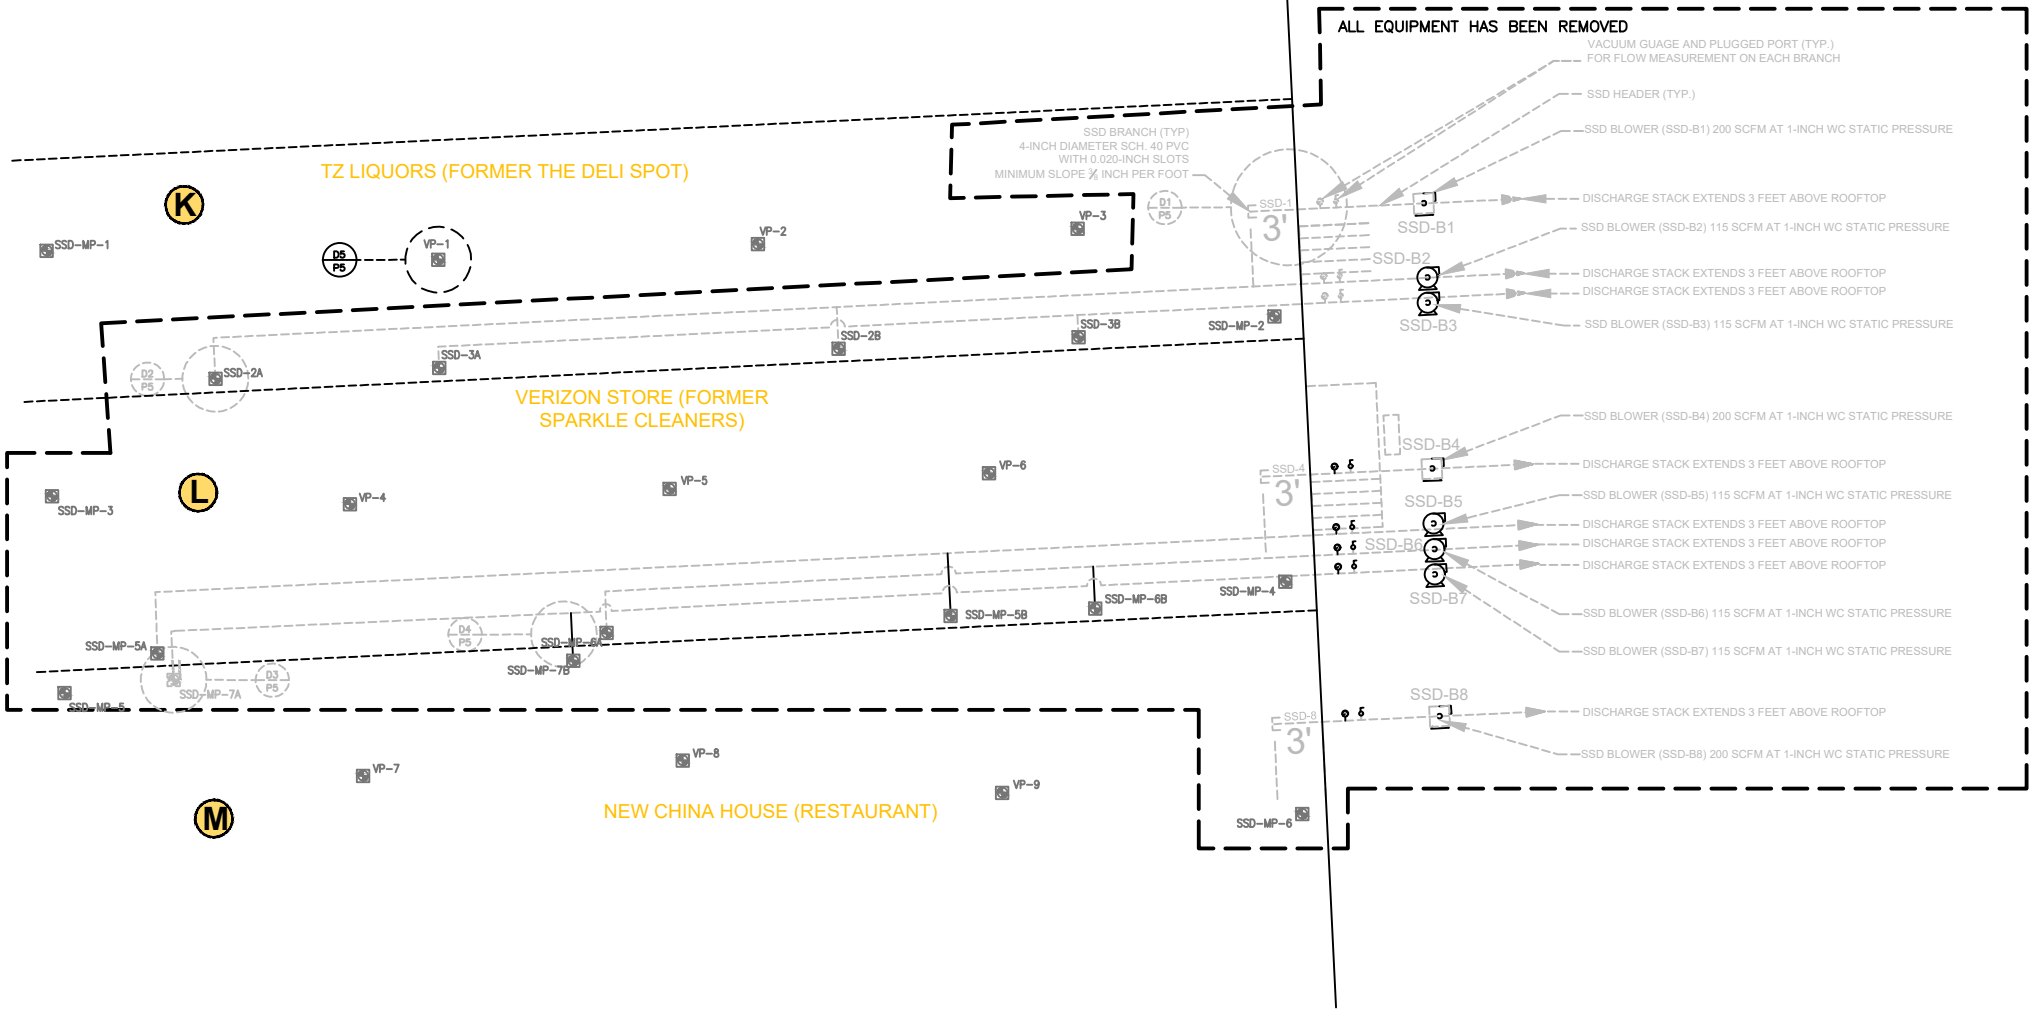 ALL EQUIPMENT HAS BEEN REMOVED
VACUUM GUAGE AND PLUGGED PORT (TYP.)
FOR FLOW MEASUREMENT ON EACH BRANCH
SSD HEADER (TYP.)
SSD BLOWER (SSD-B1) 200 SCFM AT 1-INCH WC STATIC PRESSURE
SSD BRANCH (TYP)
4-INCH DIAMETER SCH. 40 PVC
WITH 0.020-INCH SLOTS
MINIMUM SLOPE ⅛ INCH PER FOOT
TZ LIQUORS (FORMER THE DELI SPOT)
K
D1
P5
SSD-1
3'
DISCHARGE STACK EXTENDS 3 FEET ABOVE ROOFTOP
SSD-B1
SSD BLOWER (SSD-B2) 115 SCFM AT 1-INCH WC STATIC PRESSURE
SSD-MP-1
D5
P5
VP-1
VP-2
VP-3
SSD-B2
DISCHARGE STACK EXTENDS 3 FEET ABOVE ROOFTOP
DISCHARGE STACK EXTENDS 3 FEET ABOVE ROOFTOP
SSD-B3
SSD BLOWER (SSD-B3) 115 SCFM AT 1-INCH WC STATIC PRESSURE
SSD-MP-2
SSD-3B
SSD-2B
SSD-3A
D2
P5
SSD-2A
VERIZON STORE (FORMER
SPARKLE CLEANERS)
SSD BLOWER (SSD-B4) 200 SCFM AT 1-INCH WC STATIC PRESSURE
SSD-B4
L
SSD-MP-3
VP-4
VP-5
VP-6
SSD-4
3'
DISCHARGE STACK EXTENDS 3 FEET ABOVE ROOFTOP
SSD-B5
SSD BLOWER (SSD-B5) 115 SCFM AT 1-INCH WC STATIC PRESSURE
DISCHARGE STACK EXTENDS 3 FEET ABOVE ROOFTOP
SSD-B6
DISCHARGE STACK EXTENDS 3 FEET ABOVE ROOFTOP
DISCHARGE STACK EXTENDS 3 FEET ABOVE ROOFTOP
SSD-MP-4
SSD-B7
SSD BLOWER (SSD-B6) 115 SCFM AT 1-INCH WC STATIC PRESSURE
SSD-MP-6B
SSD-MP-5B
D4
P5
SSD-MP-6A
SSD-MP-5A
SSD BLOWER (SSD-B7) 115 SCFM AT 1-INCH WC STATIC PRESSURE
SSD-MP-7B
D3
P5
SSD-MP-7A
SSD-MP-5
SSD-B8
SSD-8
3'
DISCHARGE STACK EXTENDS 3 FEET ABOVE ROOFTOP
SSD BLOWER (SSD-B8) 200 SCFM AT 1-INCH WC STATIC PRESSURE
VP-7
VP-8
VP-9
M
NEW CHINA HOUSE (RESTAURANT)
SSD-MP-6